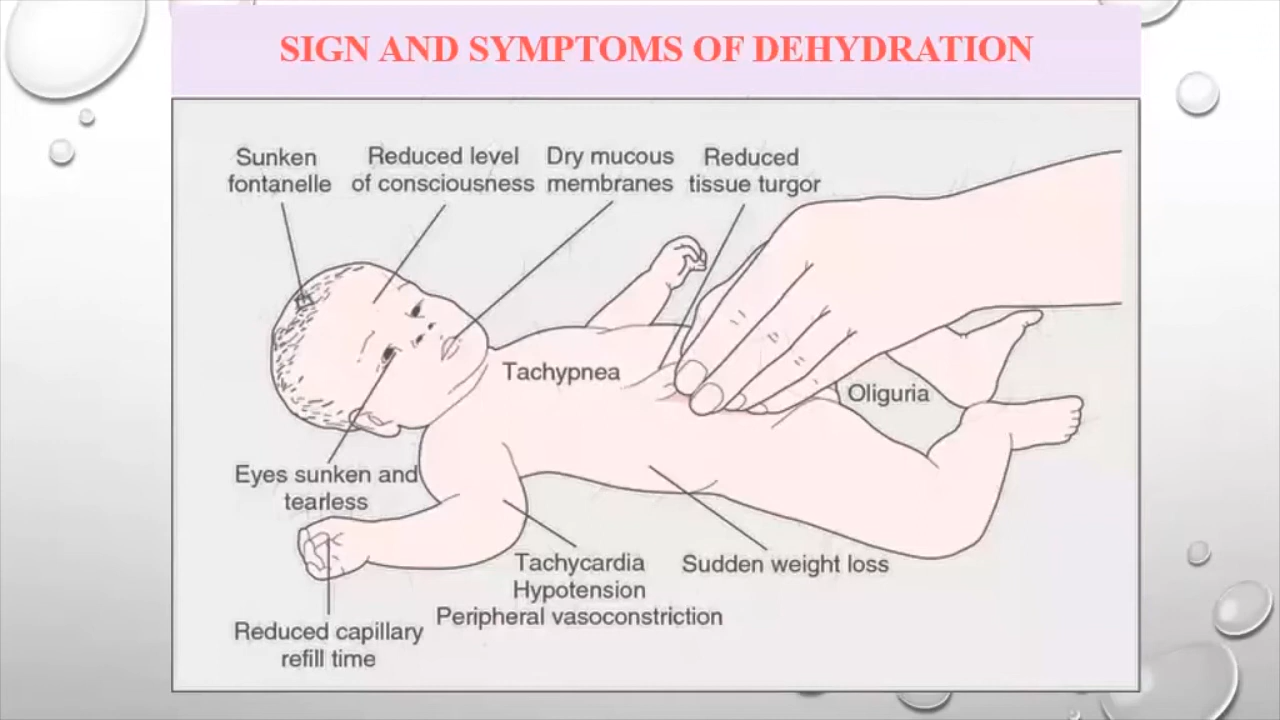 SIGN AND SYMPTOMS OF DEHYDRATION
Sunken
fontanelle
Reduced level
of consciousness
Dry mucous
membranes
Reduced
tissue turgor
Tachypnea
Oliguria
Eyes sunken and
tearless
Tachycardia
Hypotension
Peripheral vasoconstriction
Sudden weight loss
Reduced capillary
refill time